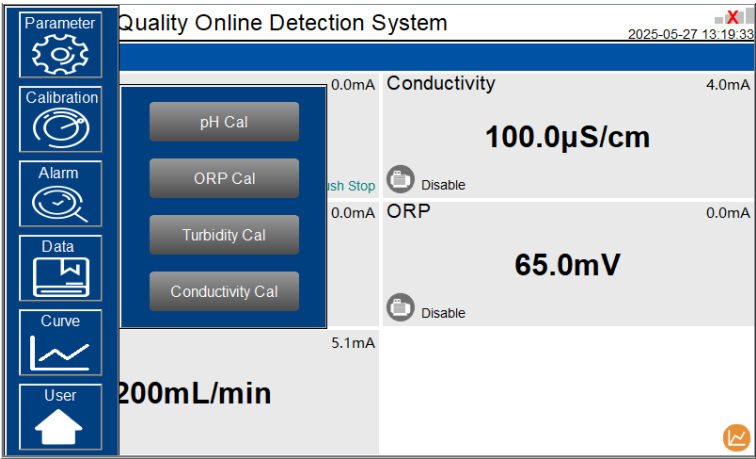 Parameter
Quality Online Detection System
2025-05-27 13:19:33
Calibration
Alarm
Data
Curve
User
pH Cal
ORP Cal
Turbidity Cal
Conductivity Cal
0.0mA
Stop
Conductivity
4.0mA
100.0μS/cm
Disable
0.0mA
ORP
0.0mA
65.0mV
Disable
5.1mA
200mL/min